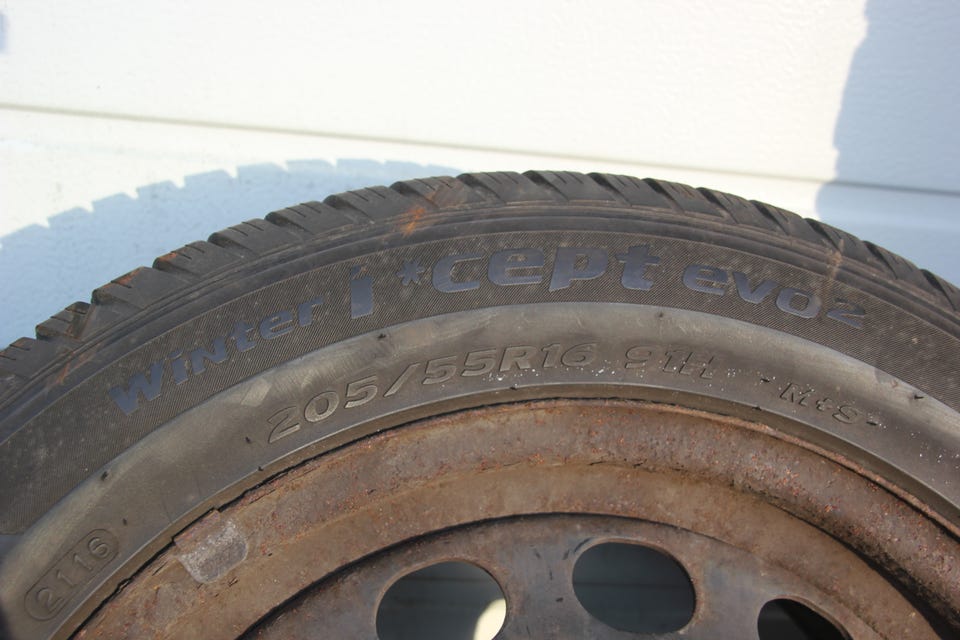 Winter i*cept evo2
205/55R16 91H M+S
2116